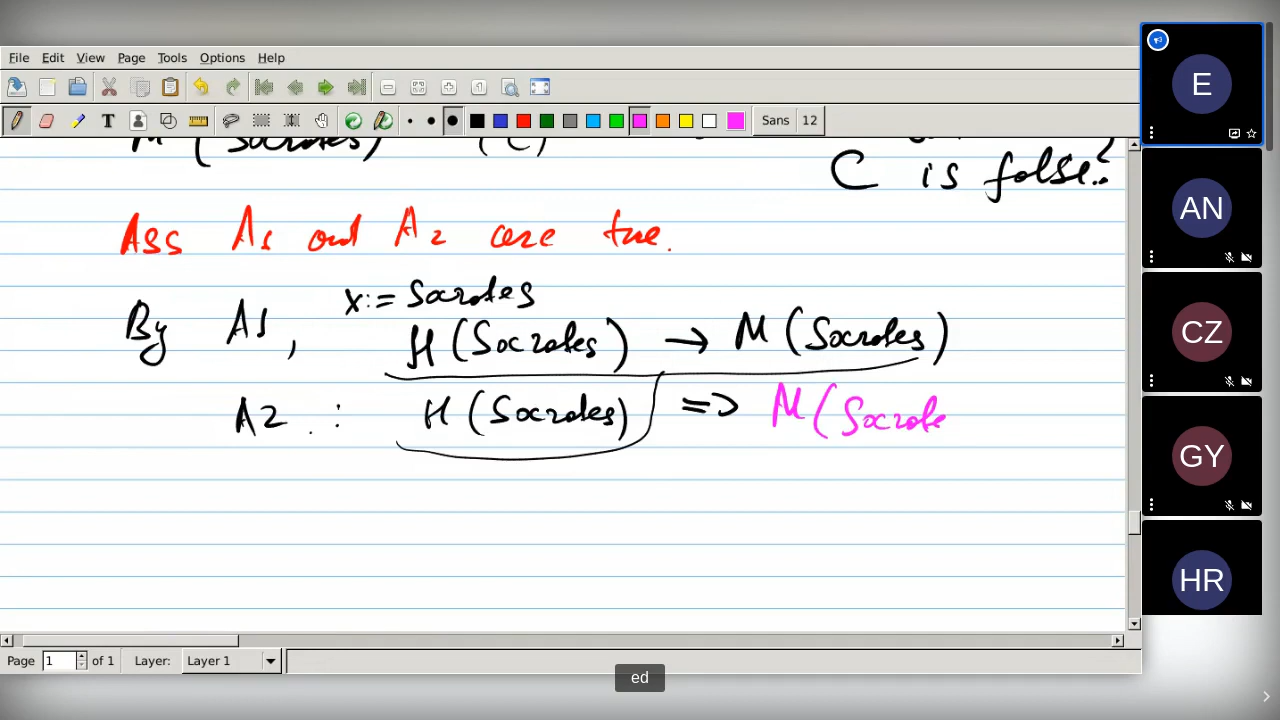 File Edit View Page Tools Options Help
Sans 12
M (Socrates) (C)
C is false?
Ass A1 and A2 are true.
x:= Socrates
By A1, H (Socrates) → M (Socrates)
A2 : H (Socrates) => M (Socrate
Page 1 of 1 Layer: Layer 1
ed
E
AN
CZ
GY
HR